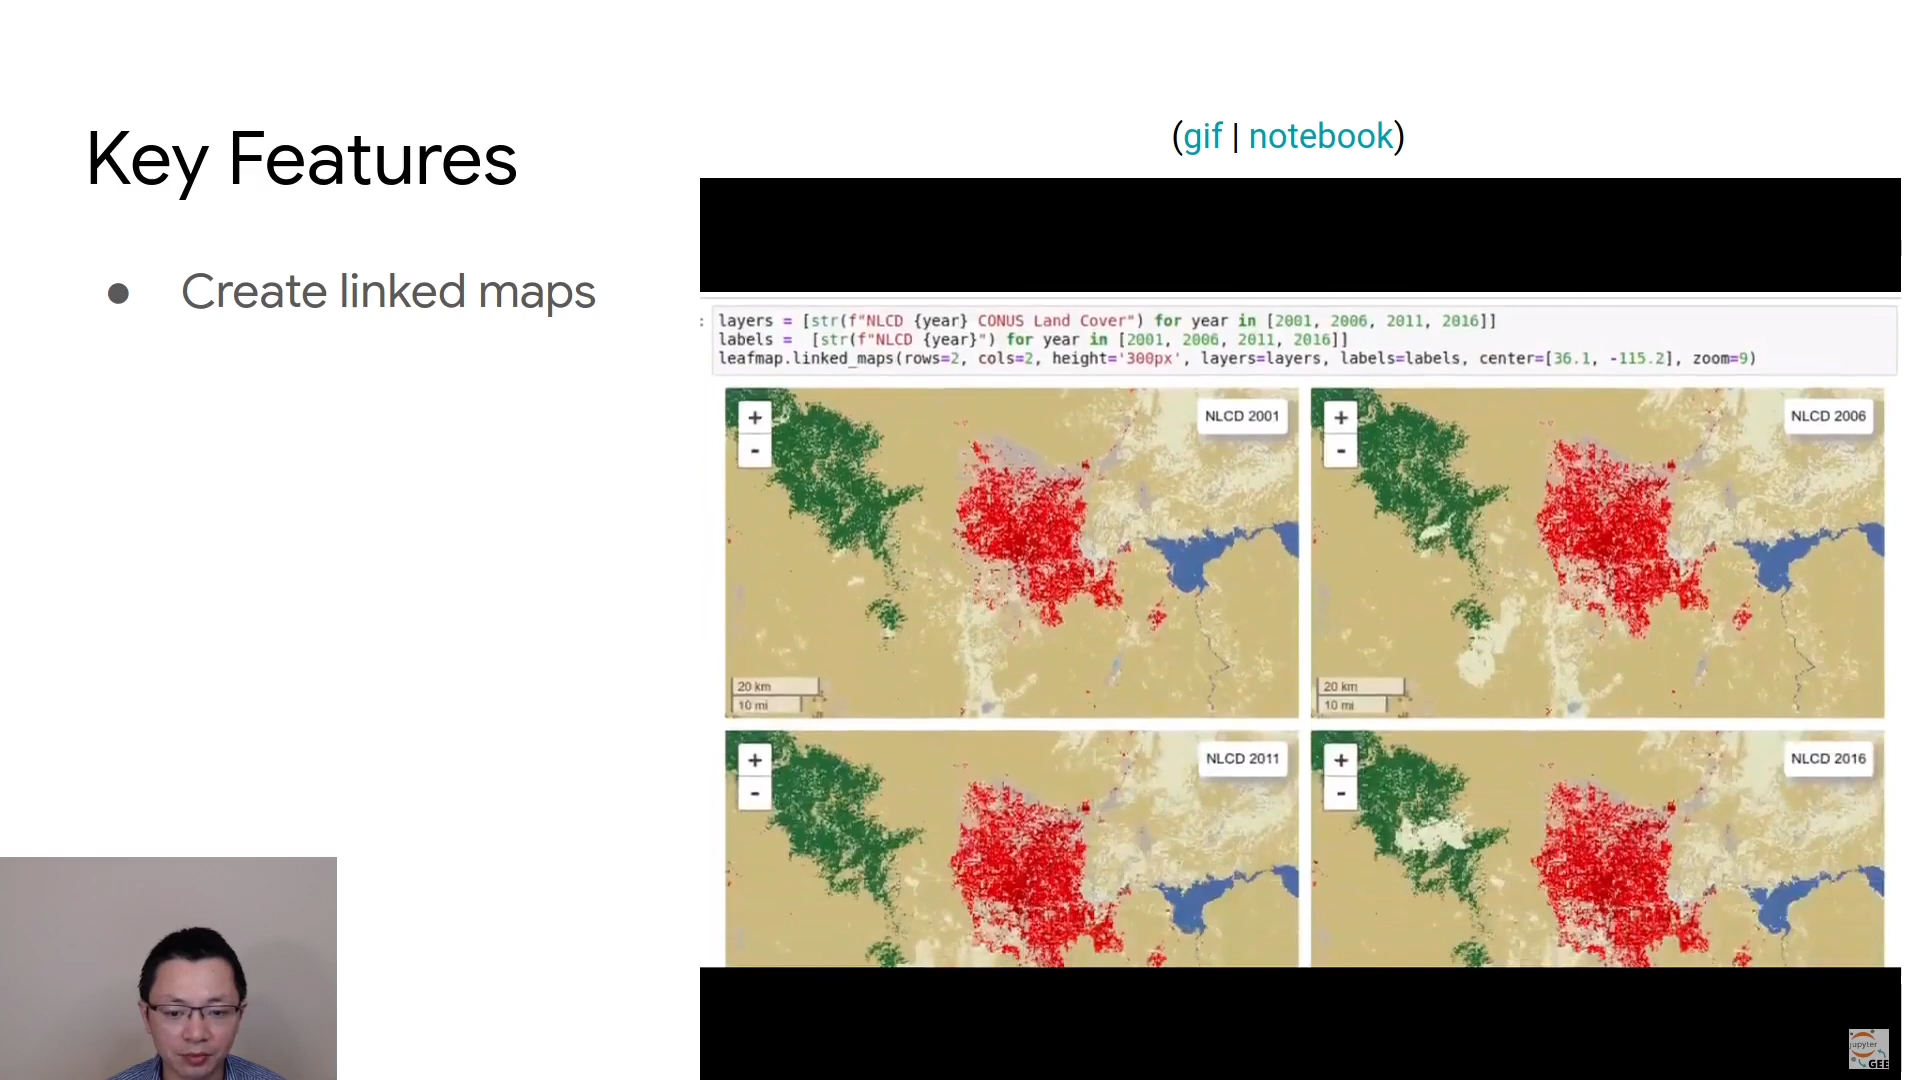 Key Features
● Create linked maps
(gif | notebook)
layers = [str(f"NLCD {year} CONUS Land Cover") for year in [2001, 2006, 2011, 2016]]
labels =  [str(f"NLCD {year}") for year in [2001, 2006, 2011, 2016]]
leafmap.linked_maps(rows=2, cols=2, height='300px', layers=layers, labels=labels, center=[36.1, -115.2], zoom=9)
+
-
NLCD 2001
20 km
10 mi
+
-
NLCD 2006
20 km
10 mi
+
-
NLCD 2011
+
-
NLCD 2016
jupyter
GEE